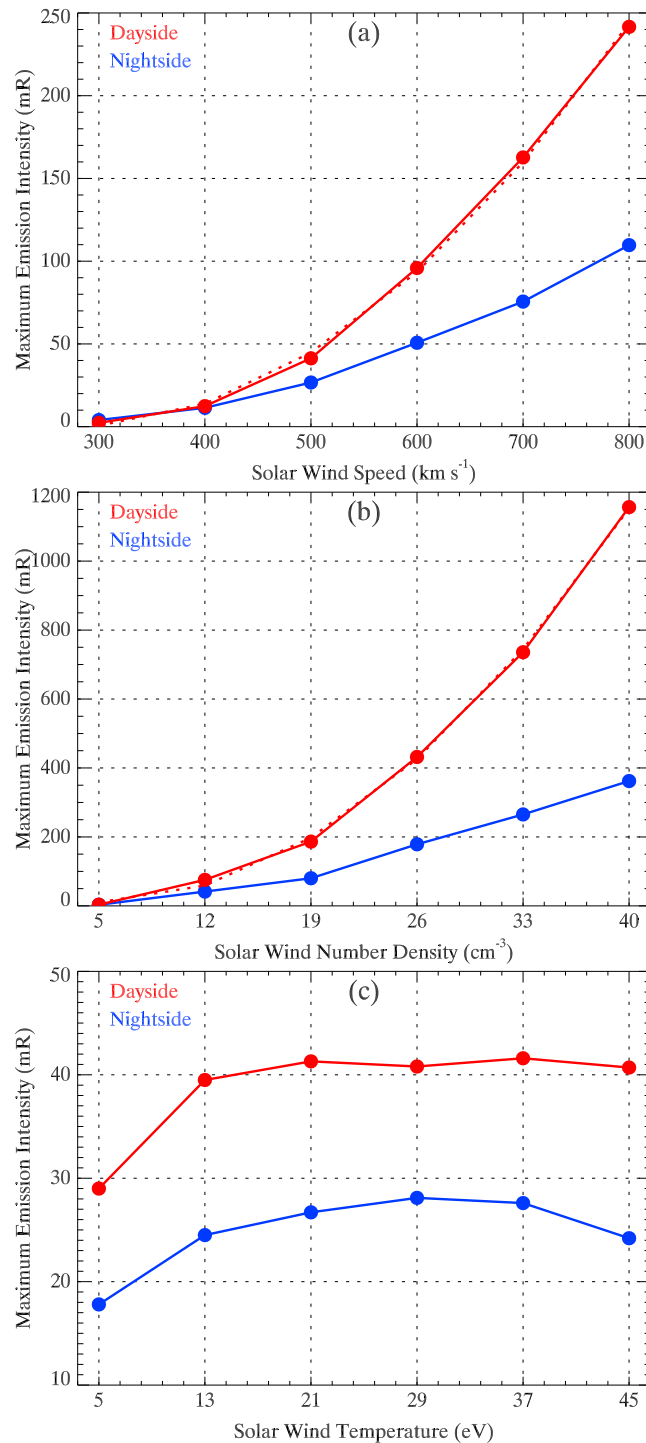 250
Dayside
(a)
Nightside
200
150
100
50
0
Maximum Emission Intensity (mR)
300 400 500 600 700 800
Solar Wind Speed (km s⁻¹)
1200
Dayside
(b)
Nightside
1000
800
600
400
200
0
Maximum Emission Intensity (mR)
5 12 19 26 33 40
Solar Wind Number Density (cm⁻³)
50
Dayside
(c)
Nightside
40
30
20
10
Maximum Emission Intensity (mR)
5 13 21 29 37 45
Solar Wind Temperature (eV)